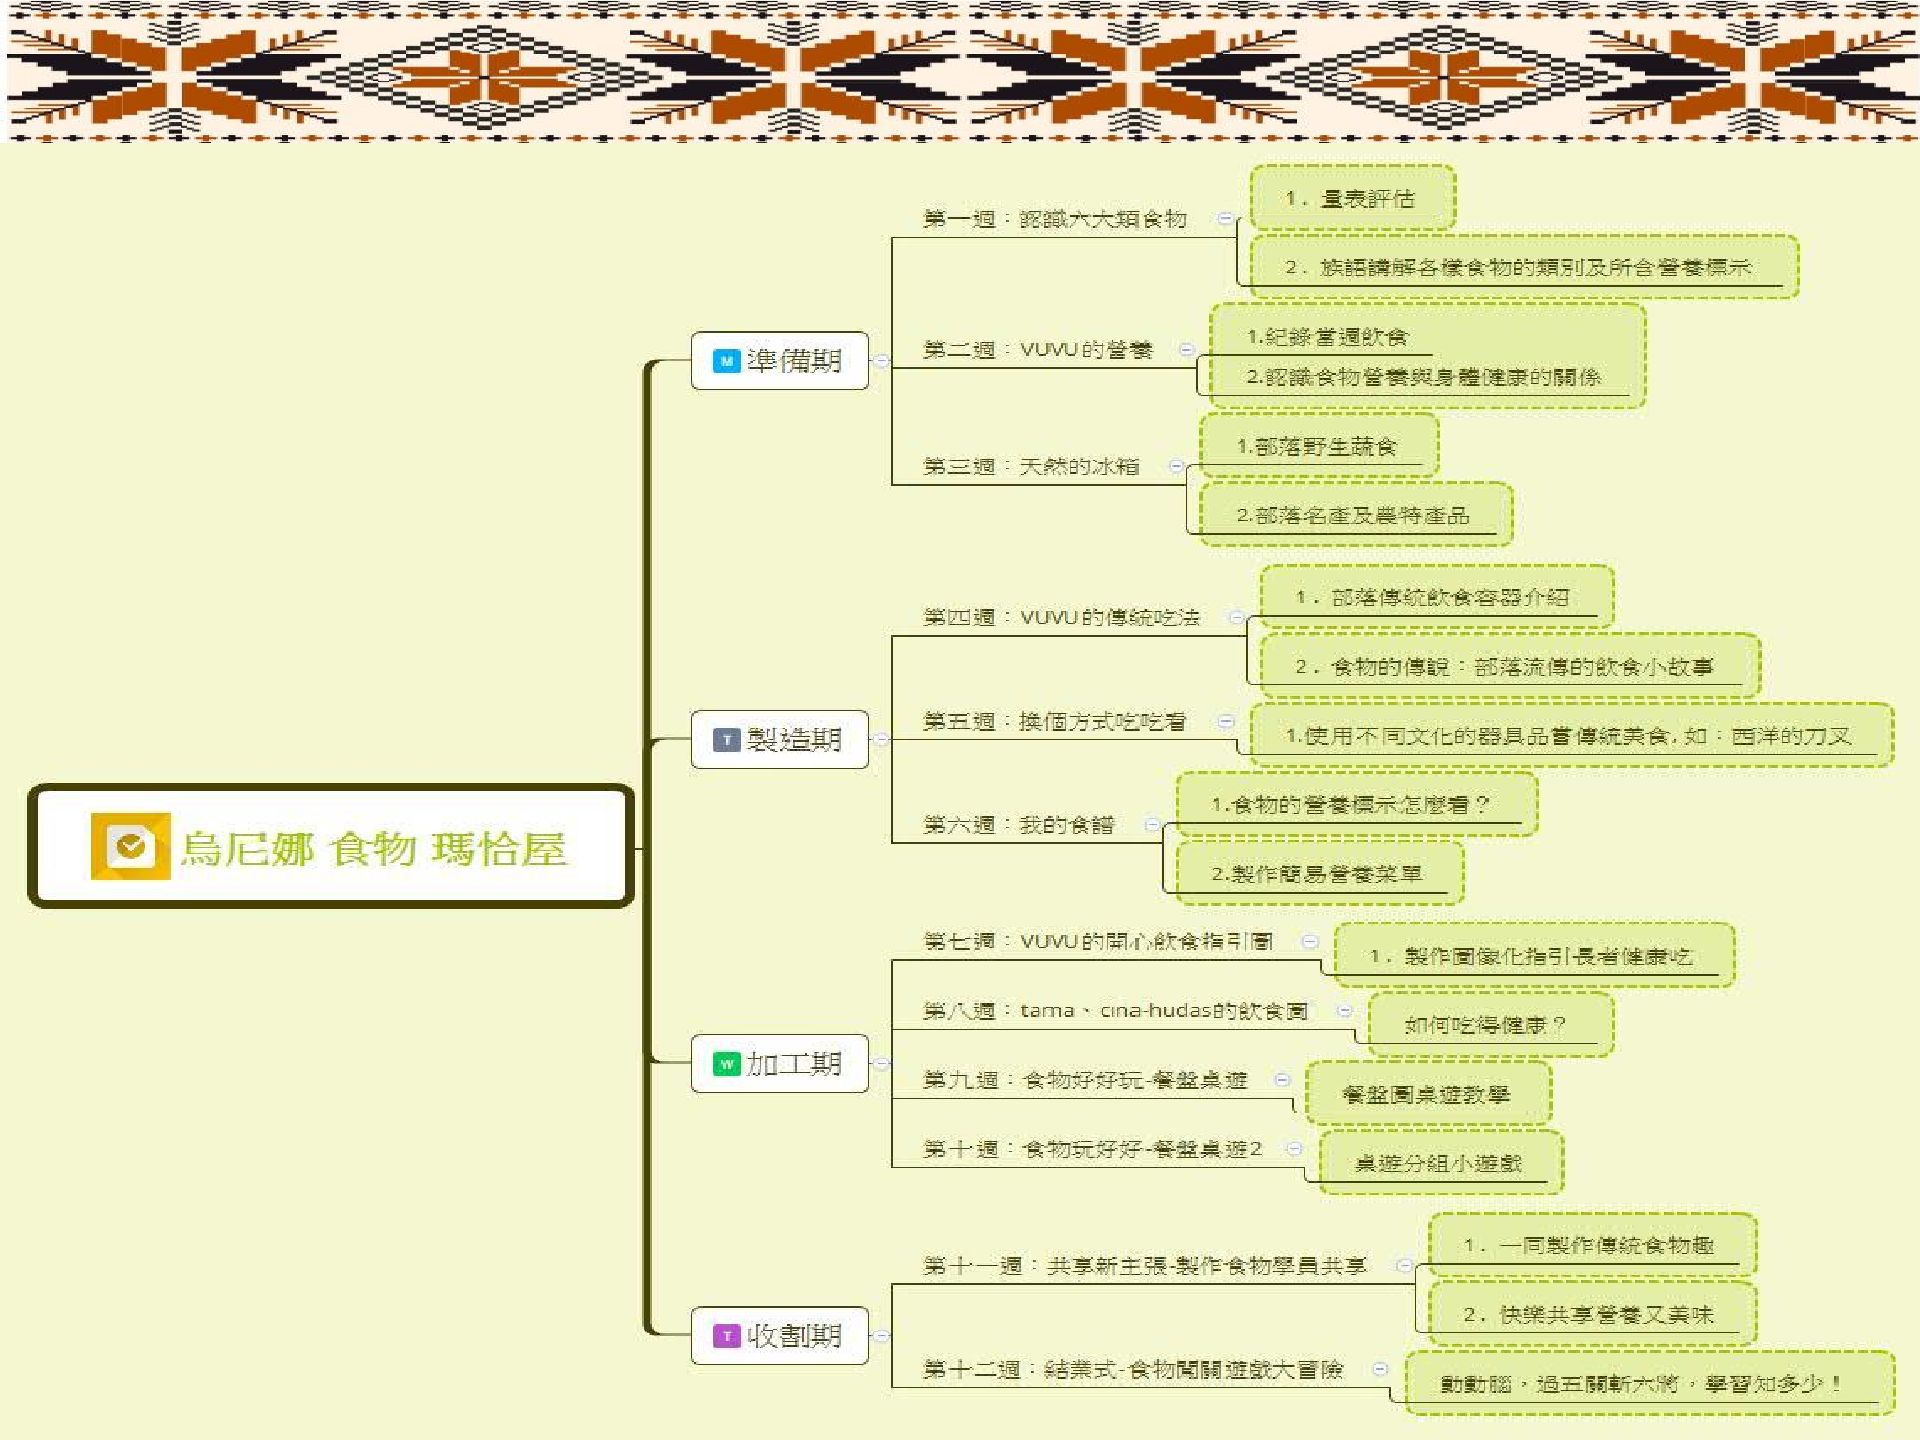 烏尼娜 食物 瑪恰屋
M 準備期
第一週：認識六大類食物
1. 量表評估
2. 族語講解各樣食物的類別及所含營養標示
第二週：VUVU的營養
1.紀錄當週飲食
2.認識食物營養與身體健康的關係
第三週：天然的冰箱
1.部落野生蔬食
2.部落名產及農特產品
T 製造期
第四週：VUVU的傳統吃法
1. 部落傳統飲食容器介紹
2. 食物的傳說：部落流傳的飲食小故事
第五週：換個方式吃吃看
1.使用不同文化的器具品嘗傳統美食,如：西洋的刀叉
第六週：我的食譜
1.食物的營養標示怎麼看？
2.製作簡易營養菜單
W 加工期
第七週：VUVU的開心飲食指引圖
1. 製作圖像化指引長者健康吃
第八週：tama、cina-hudas的飲食圖
如何吃得健康？
第九週：食物好好玩-餐盤桌遊
餐盤圖桌遊教學
第十週：食物玩好好-餐盤桌遊2
桌遊分組小遊戲
T 收割期
第十一週：共享新主張-製作食物學員共享
1. 一同製作傳統食物趣
2. 快樂共享營養又美味
第十二週：結業式-食物闖關遊戲大冒險
動動腦，過五關斬六將，學習知多少！